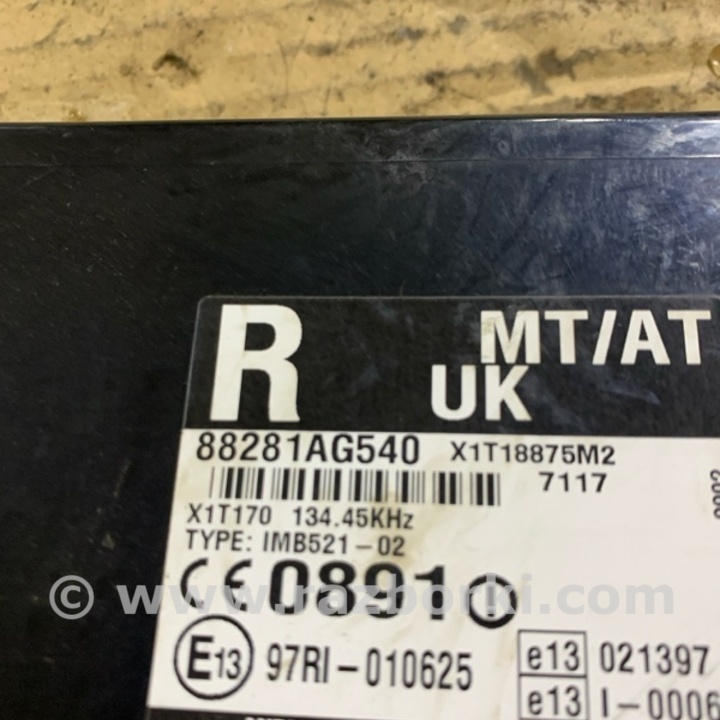 R MT/AT
UK
88281AG540 X1T18875M2
7117
X1T170 134.45KHz
TYPE: IMB521-02
CE 0891
© www.razborki.com
E13 97RI-010625 e13 021397
e13 I-0006